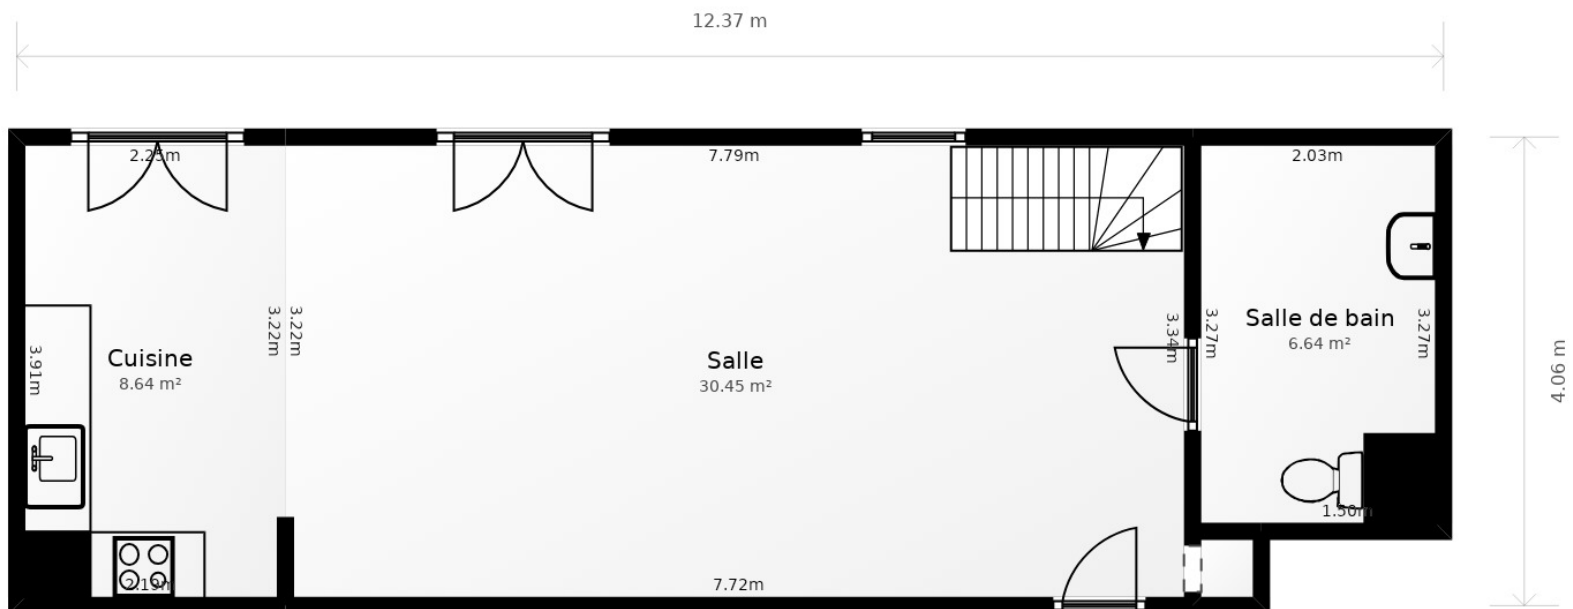 12.37 m
2.25m
7.79m
2.03m
3.22m
3.22m
3.34m
3.27m
3.27m
Salle de bain
6.64 m²
3.91m
Cuisine
8.64 m²
Salle
30.45 m²
4.06 m
1.50m
2.19m
7.72m